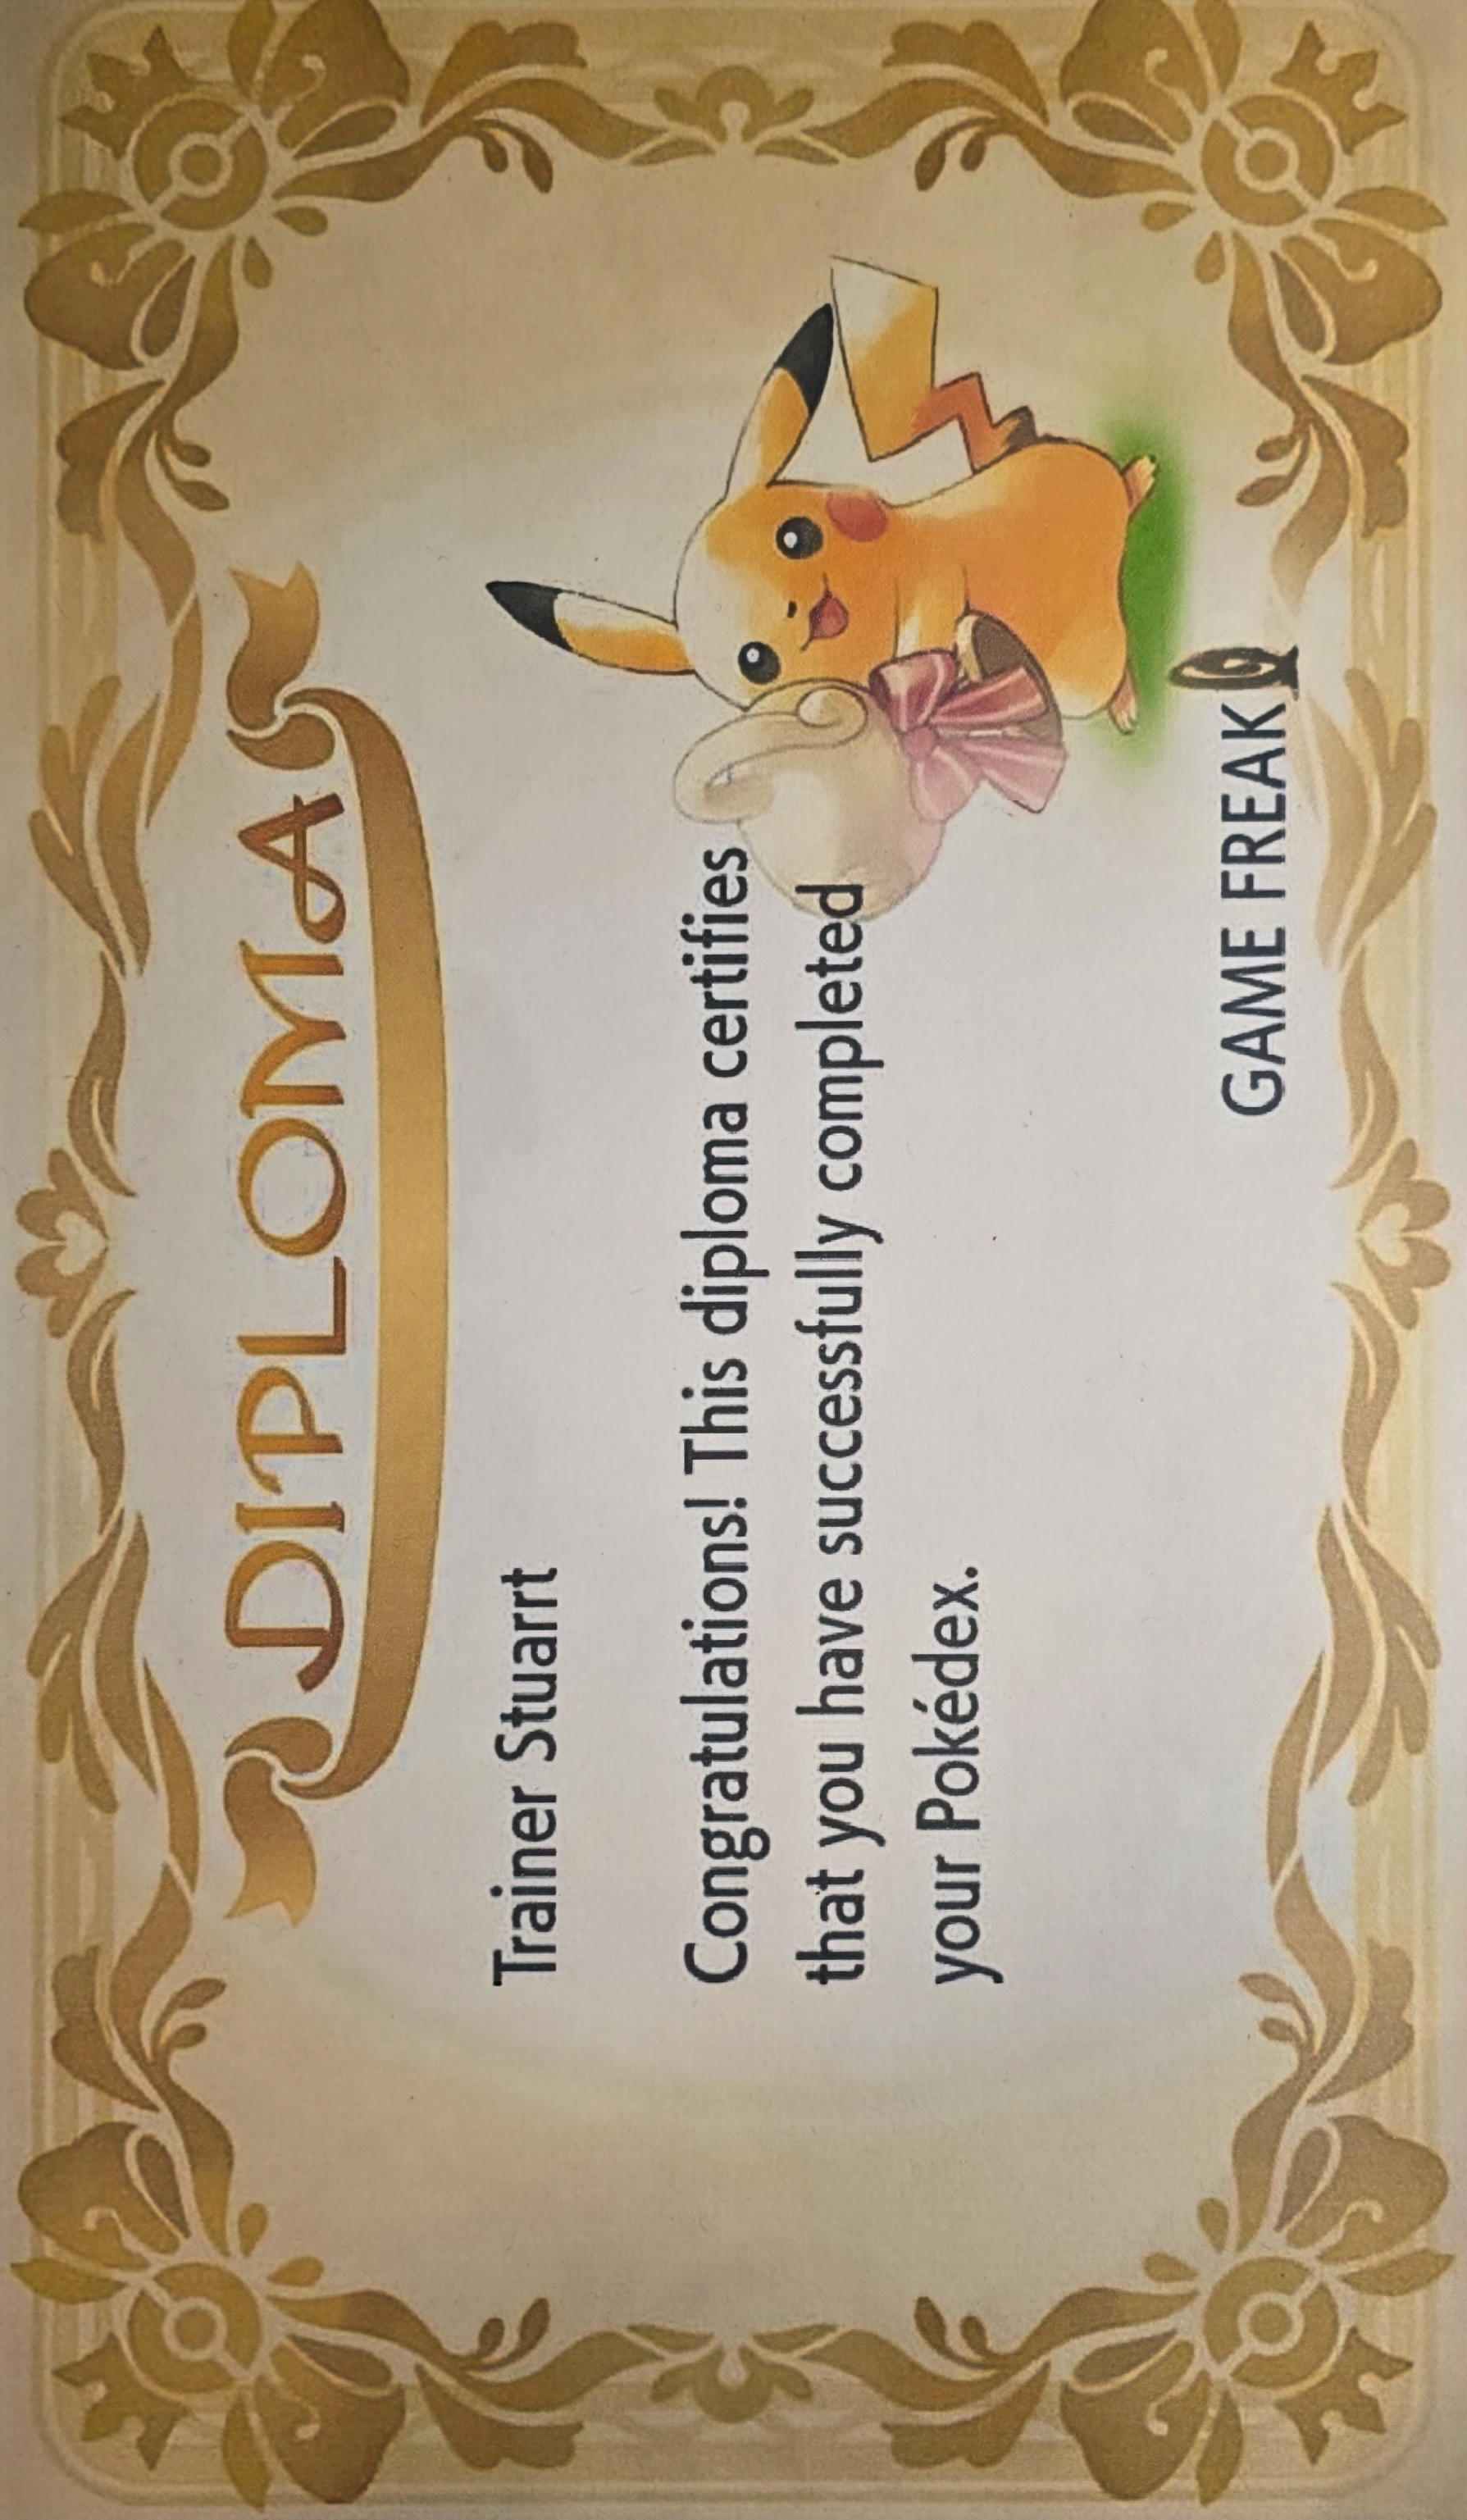 DIPLOMA
Trainer Stuarrt
Congratulations! This diploma certifies
that you have successfully completed
your Pokédex.
GAME FREAK